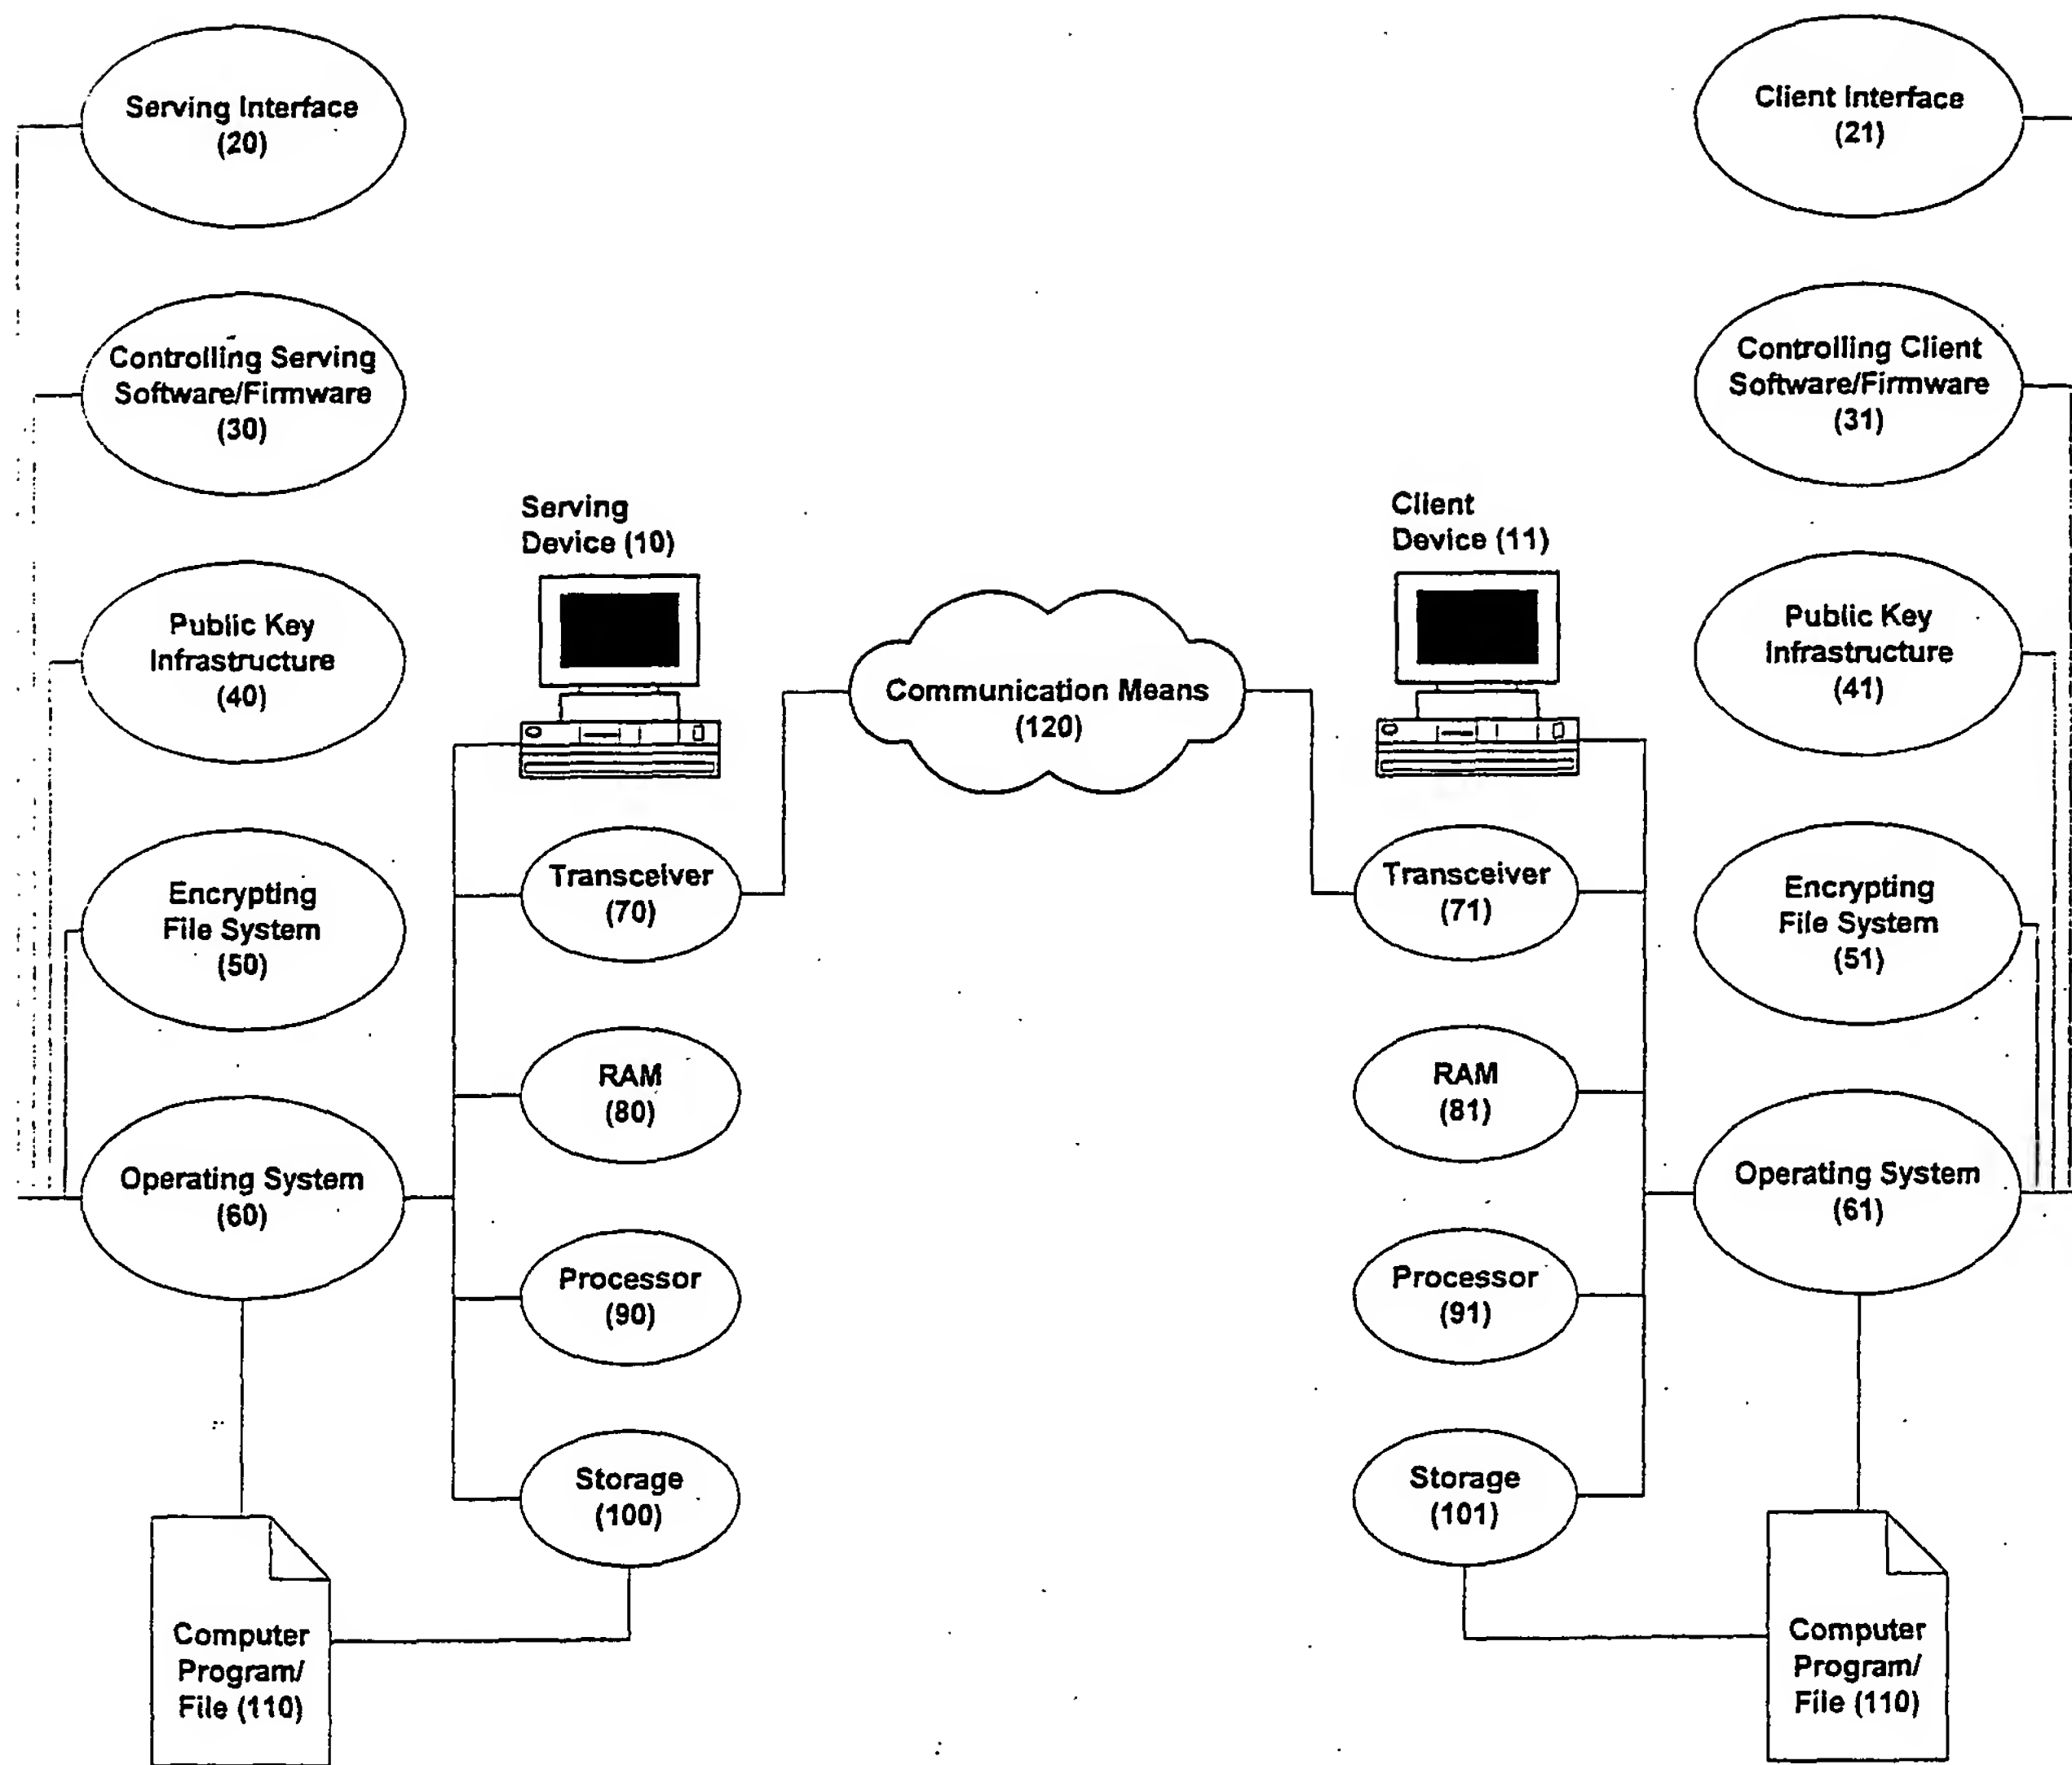 Serving Interface
(20)
Controlling Serving
Software/Firmware
(30)
Public Key
Infrastructure
(40)
Encrypting
File System
(50)
Operating System
(60)
Computer
Program/
File (110)
Serving
Device (10)
Transceiver
(70)
RAM
(80)
Processor
(90)
Storage
(100)
Communication Means
(120)
Client
Device (11)
Transceiver
(71)
RAM
(81)
Processor
(91)
Storage
(101)
Client Interface
(21)
Controlling Client
Software/Firmware
(31)
Public Key
Infrastructure
(41)
Encrypting
File System
(51)
Operating System
(61)
Computer
Program/
File (110)